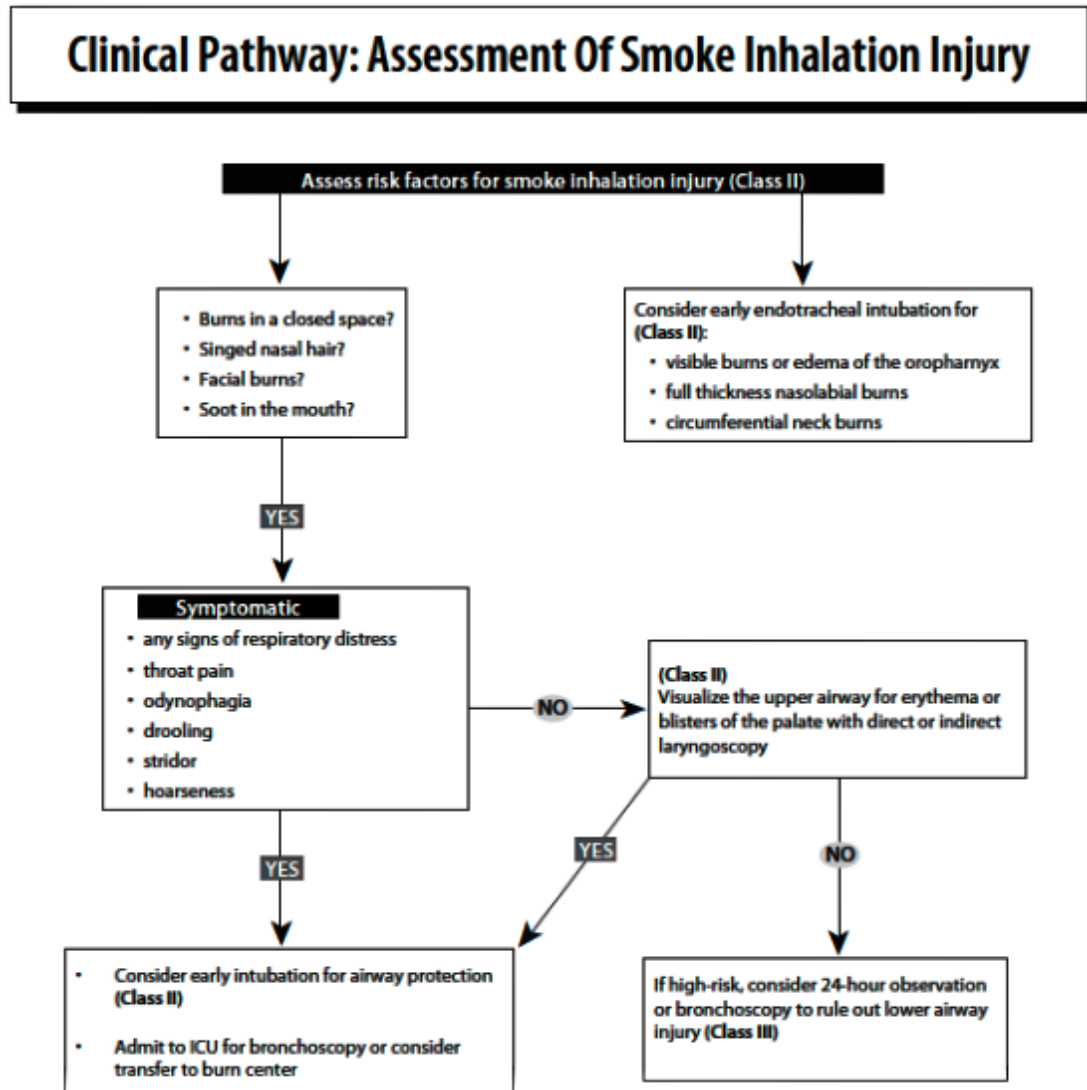 Clinical Pathway: Assessment Of Smoke Inhalation Injury
Assess risk factors for smoke inhalation injury (Class II)
• Burns in a closed space?
• Singed nasal hair?
• Facial burns?
• Soot in the mouth?
Consider early endotracheal intubation for
(Class II):
• visible burns or edema of the oropharnyx
• full thickness nasolabial burns
• circumferential neck burns
YES
Symptomatic
• any signs of respiratory distress
• throat pain
• odynophagia
• drooling
• stridor
• hoarseness
NO
(Class II)
Visualize the upper airway for erythema or
blisters of the palate with direct or indirect
laryngoscopy
YES
YES
NO
• Consider early intubation for airway protection
(Class II)
• Admit to ICU for bronchoscopy or consider
transfer to burn center
If high-risk, consider 24-hour observation
or bronchoscopy to rule out lower airway
injury (Class III)